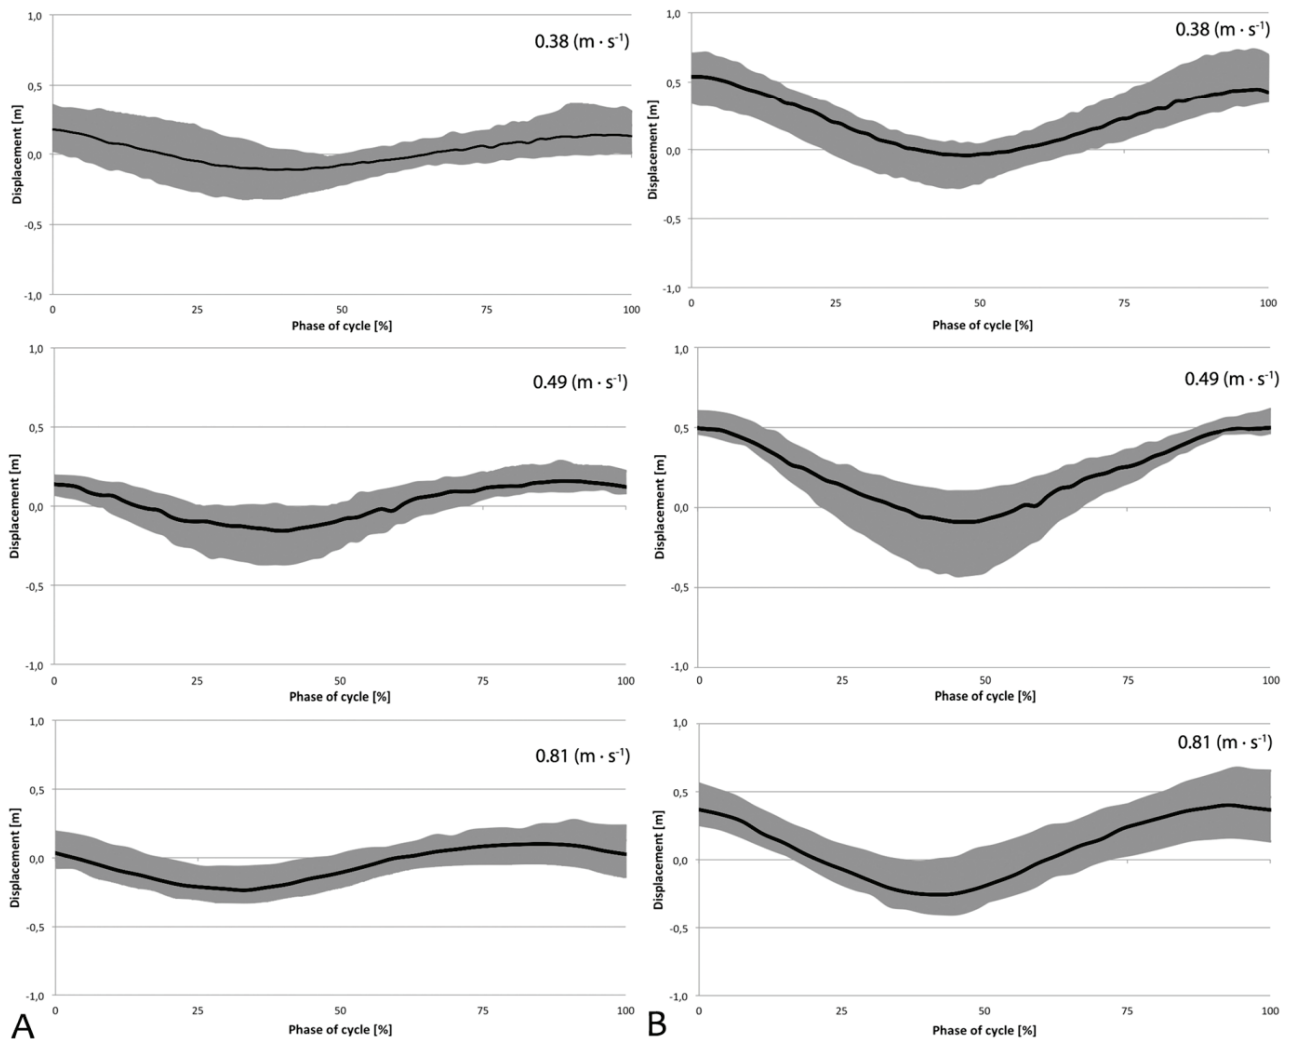 1,0
0.38 (m · s-1)
0,5
Displacement [m]
0,0
-0,5
-1,0
0 25 50 75 100
Phase of cycle [%]
1,0
0.38 (m · s-1)
0,5
Displacement [m]
0,0
-0,5
-1,0
0 25 50 75 100
Phase of cycle [%]
1,0
0.49 (m · s-1)
0,5
Displacement [m]
0,0
-0,5
-1,0
0 25 50 75 100
Phase of cycle [%]
1,0
0.49 (m · s-1)
0,5
Displacement [m]
0,0
-0,5
-1,0
0 25 50 75 100
Phase of cycle [%]
1,0
0.81 (m · s-1)
0,5
Displacement [m]
0,0
-0,5
-1,0
0 25 50 75 100
Phase of cycle [%]
A
1,0
0.81 (m · s-1)
0,5
Displacement [m]
0,0
-0,5
-1,0
0 25 50 75 100
Phase of cycle [%]
B